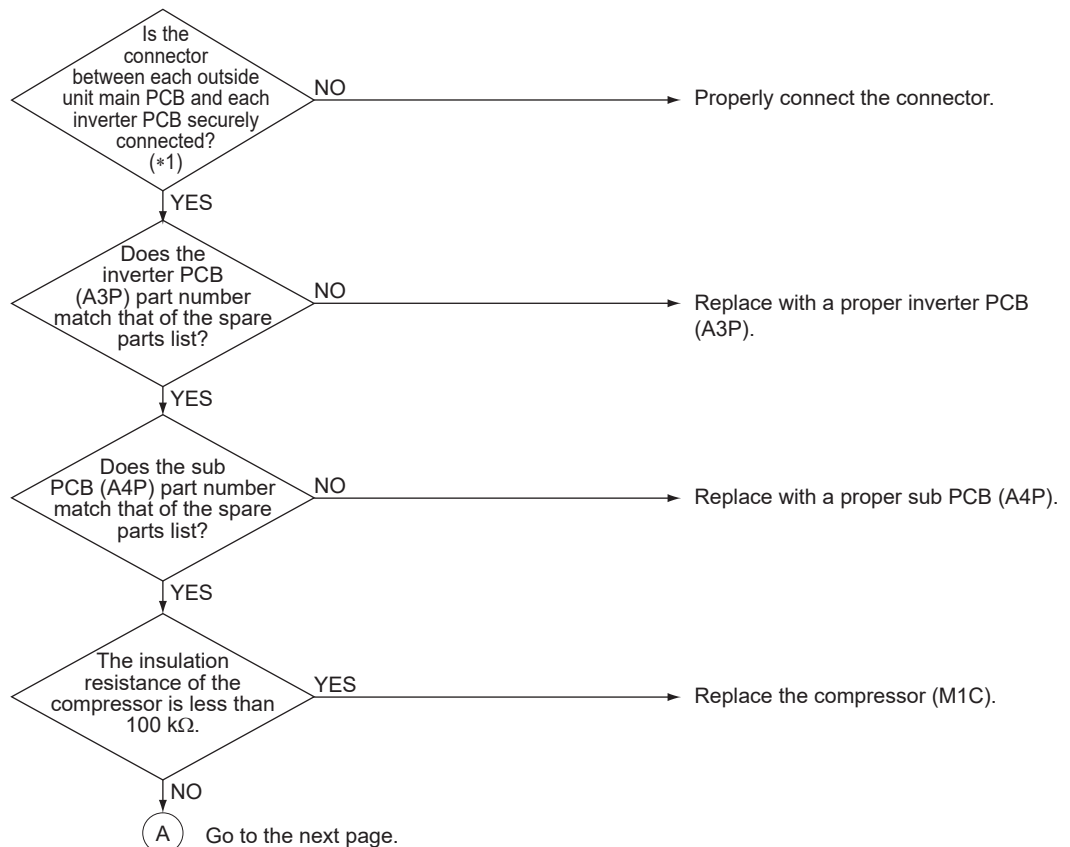 Is the
connector
between each outside
unit main PCB and each
inverter PCB securely
connected?
(*1)
NO
Properly connect the connector.
YES
Does the
inverter PCB
(A3P) part number
match that of the spare
parts list?
NO
Replace with a proper inverter PCB
(A3P).
YES
Does the sub
PCB (A4P) part number
match that of the spare
parts list?
NO
Replace with a proper sub PCB (A4P).
YES
The insulation
resistance of the
compressor is less than
100 kΩ.
YES
Replace the compressor (M1C).
NO
A
Go to the next page.